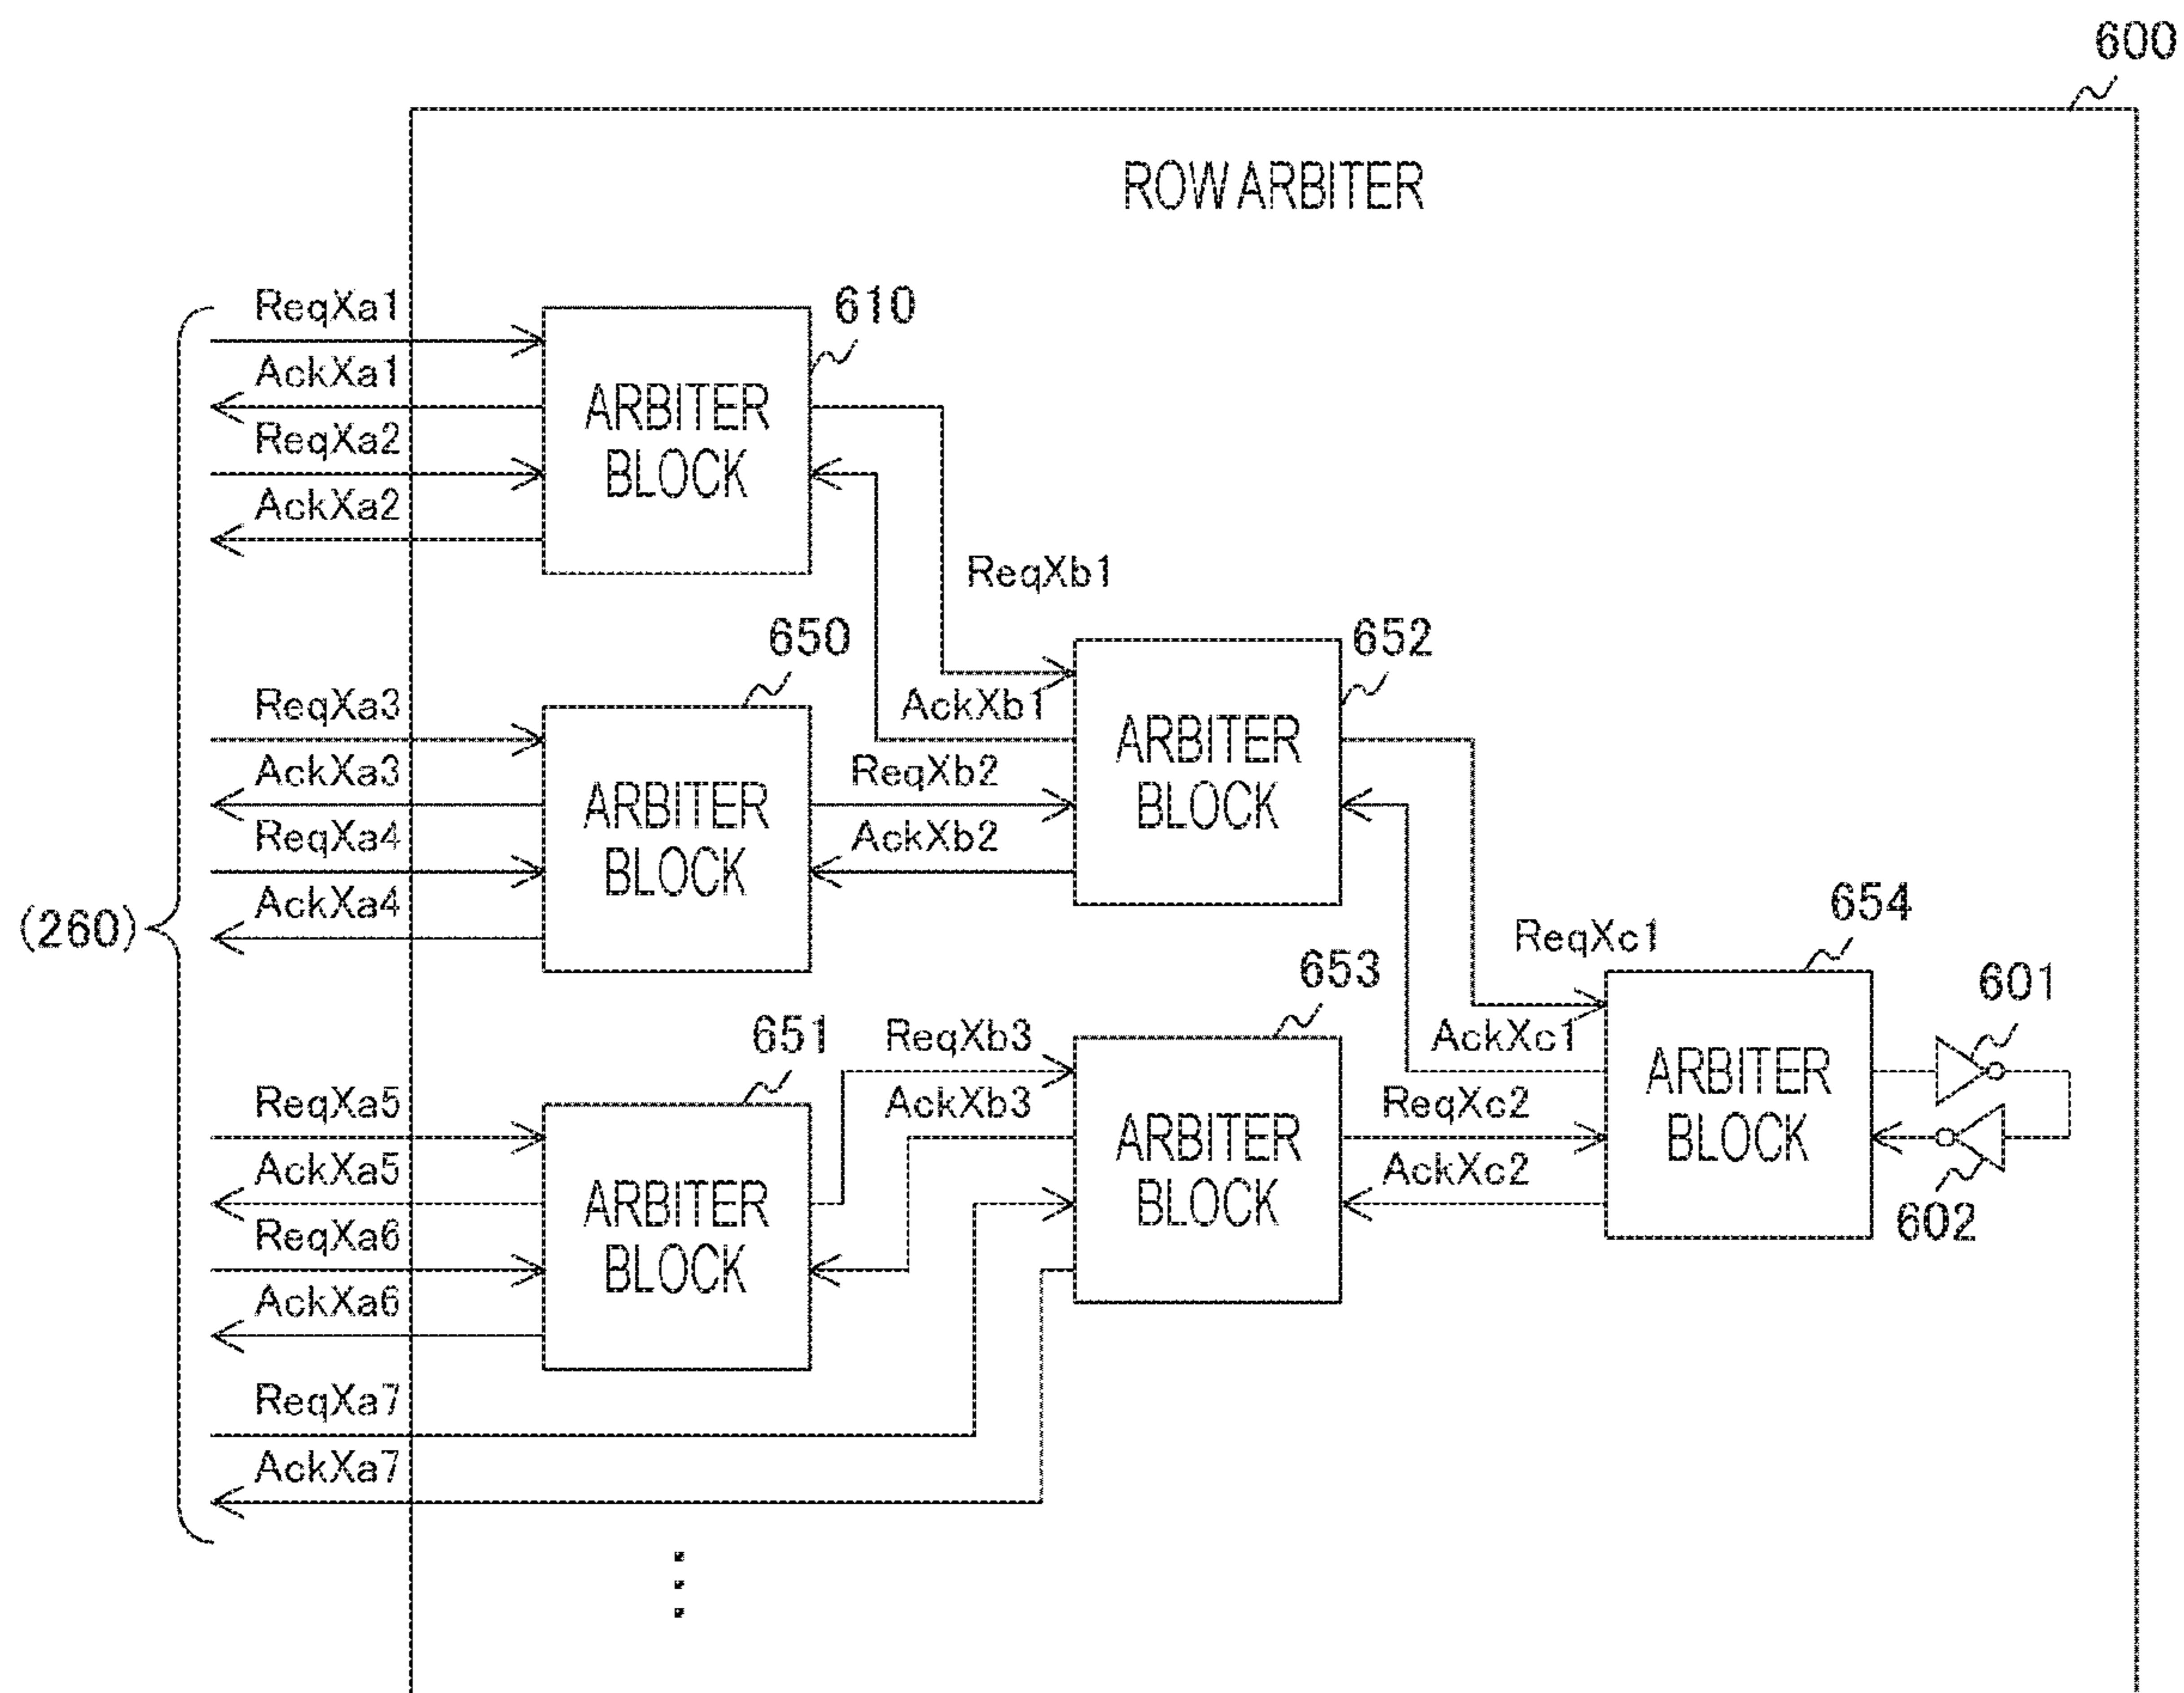 600
ROW ARBITER
ReqXa1
610
AckXa1
ARBITER
BLOCK
ReqXa2
AckXa2
ReqXb1
650
652
ReqXa3
AckXb1
ARBITER
BLOCK
AckXa3
ReqXb2
ARBITER
BLOCK
ReqXa4
AckXb2
AckXa4
(260)
654
ReqXc1
653
601
651
ReqXb3
AckXc1
ARBITER
BLOCK
ReqXa5
AckXb3
ReqXc2
ARBITER
BLOCK
AckXa5
AckXc2
ARBITER
BLOCK
602
ReqXa6
AckXa6
ReqXa7
AckXa7